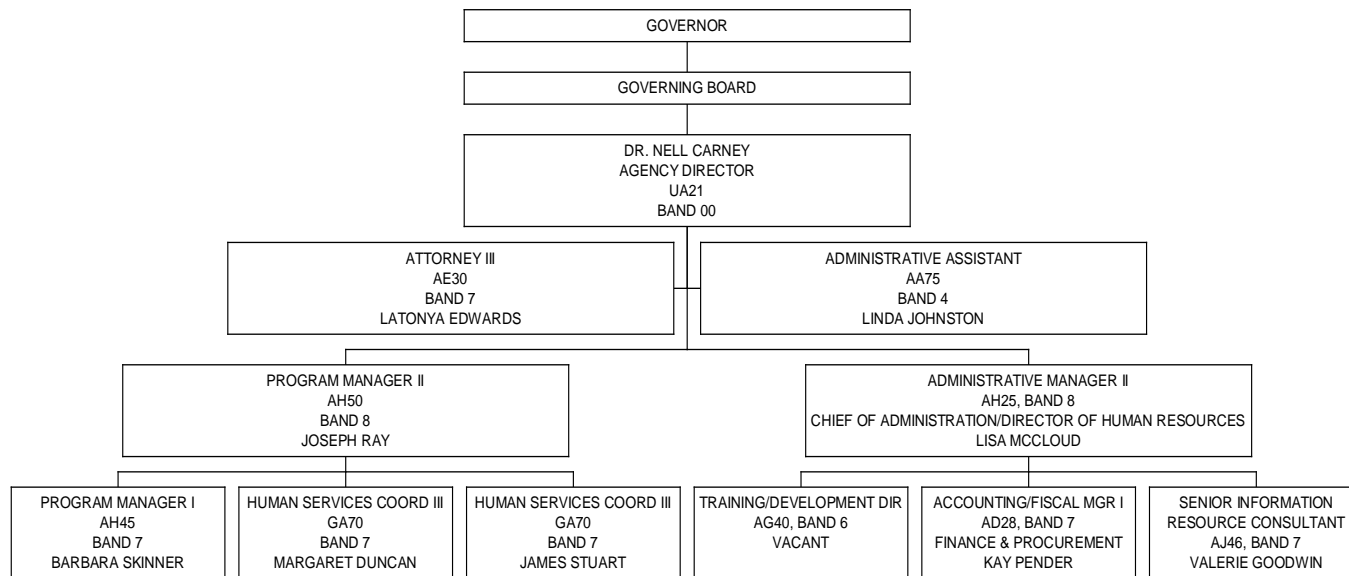 GOVERNOR
GOVERNING BOARD
DR. NELL CARNEY
AGENCY DIRECTOR
UA21
BAND 00
ATTORNEY III
AE30
BAND 7
LATONYA EDWARDS
ADMINISTRATIVE ASSISTANT
AA75
BAND 4
LINDA JOHNSTON
PROGRAM MANAGER II
AH50
BAND 8
JOSEPH RAY
ADMINISTRATIVE MANAGER II
AH25, BAND 8
CHIEF OF ADMINISTRATION/DIRECTOR OF HUMAN RESOURCES
LISA MCCLOUD
PROGRAM MANAGER I
AH45
BAND 7
BARBARA SKINNER
HUMAN SERVICES COORD III
GA70
BAND 7
MARGARET DUNCAN
HUMAN SERVICES COORD III
GA70
BAND 7
JAMES STUART
TRAINING/DEVELOPMENT DIR
AG40, BAND 6
VACANT
ACCOUNTING/FISCAL MGR I
AD28, BAND 7
FINANCE & PROCUREMENT
KAY PENDER
SENIOR INFORMATION
RESOURCE CONSULTANT
AJ46, BAND 7
VALERIE GOODWIN